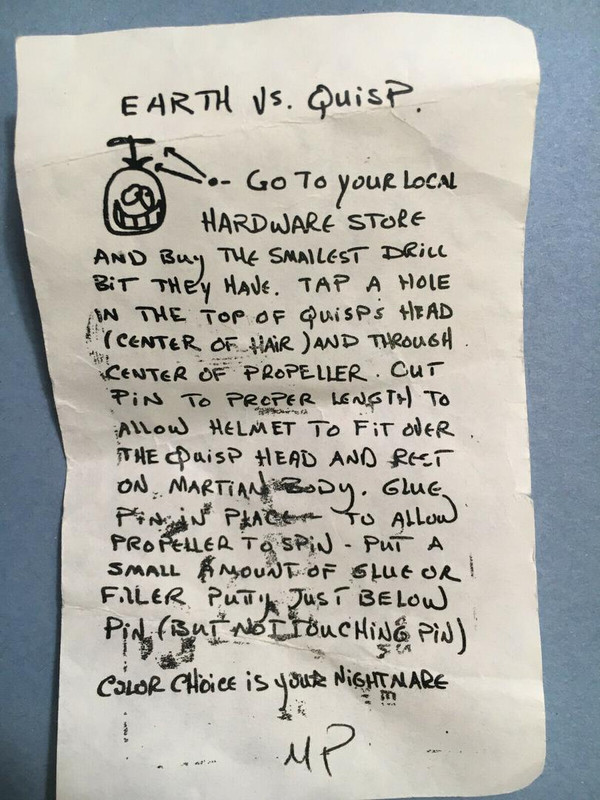 EARTH VS. QUISP.
•- GO TO YOUR LOCAL
HARDWARE STORE
AND BUY THE SMALLEST DRILL
BIT THEY HAVE. TAP A HOLE
IN THE TOP OF QUISP'S HEAD
(CENTER OF HAIR) AND THROUGH
CENTER OF PROPELLER. CUT
PIN TO PROPER LENGTH TO
ALLOW HELMET TO FIT OVER
THE QUISP HEAD AND REST
ON MARTIAN BODY. GLUE
PIN IN PLACE TO ALLOW
PROPELLER TO SPIN - PUT A
SMALL AMOUNT OF GLUE OR
FILLER PUTTY JUST BELOW
PIN (BUT NOT TOUCHING PIN)
COLOR CHOICE IS YOUR NIGHTMARE
MP